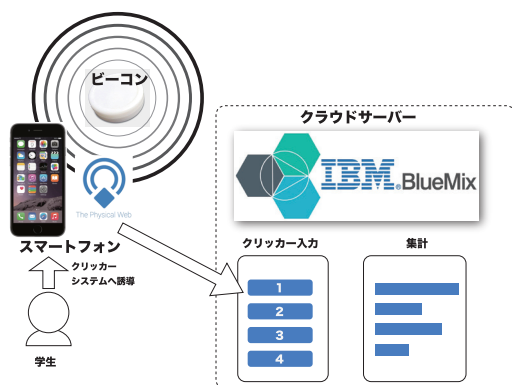 ビーコン
クラウドサーバー
IBM®BlueMix
The Physical Web
スマートフォン
クリッカー
システムへ誘導
学生
クリッカー入力
1
2
3
4
集計